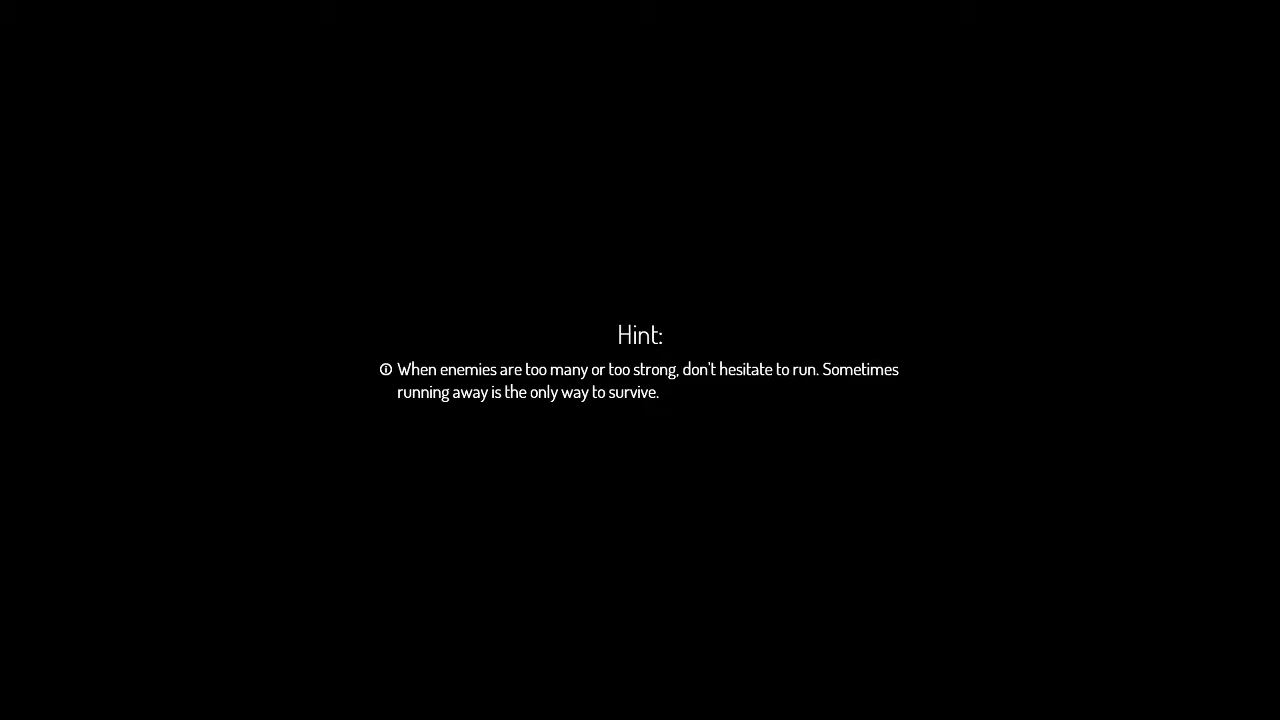 Hint:
When enemies are too many or too strong, don't hesitate to run. Sometimes
running away is the only way to survive.